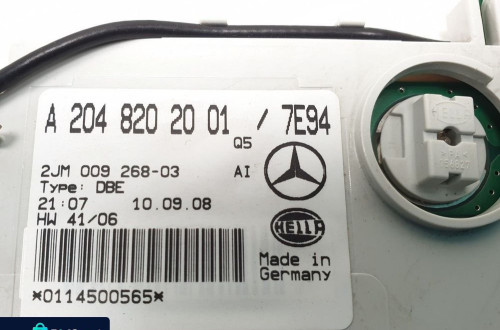 A 204 820 20 01 Q5 / 7E94
2JM 009 268-03 AI
Type: DBE
21:07 10.09.08
HW 41/06
HELLA
Made in
Germany
*0114500565*